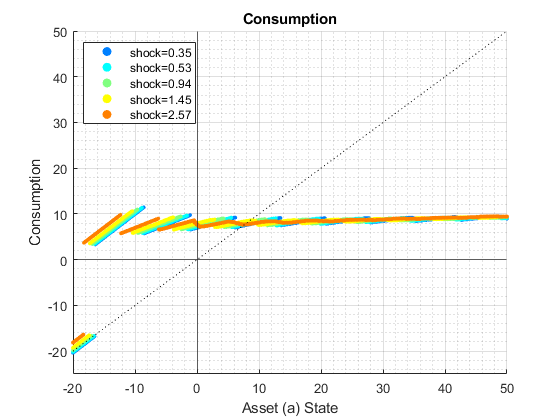 Consumption
50
40
30
20
10
0
-10
-20
Consumption
shock=0.35
shock=0.53
shock=0.94
shock=1.45
shock=2.57
-20 -10 0 10 20 30 40 50
Asset (a) State